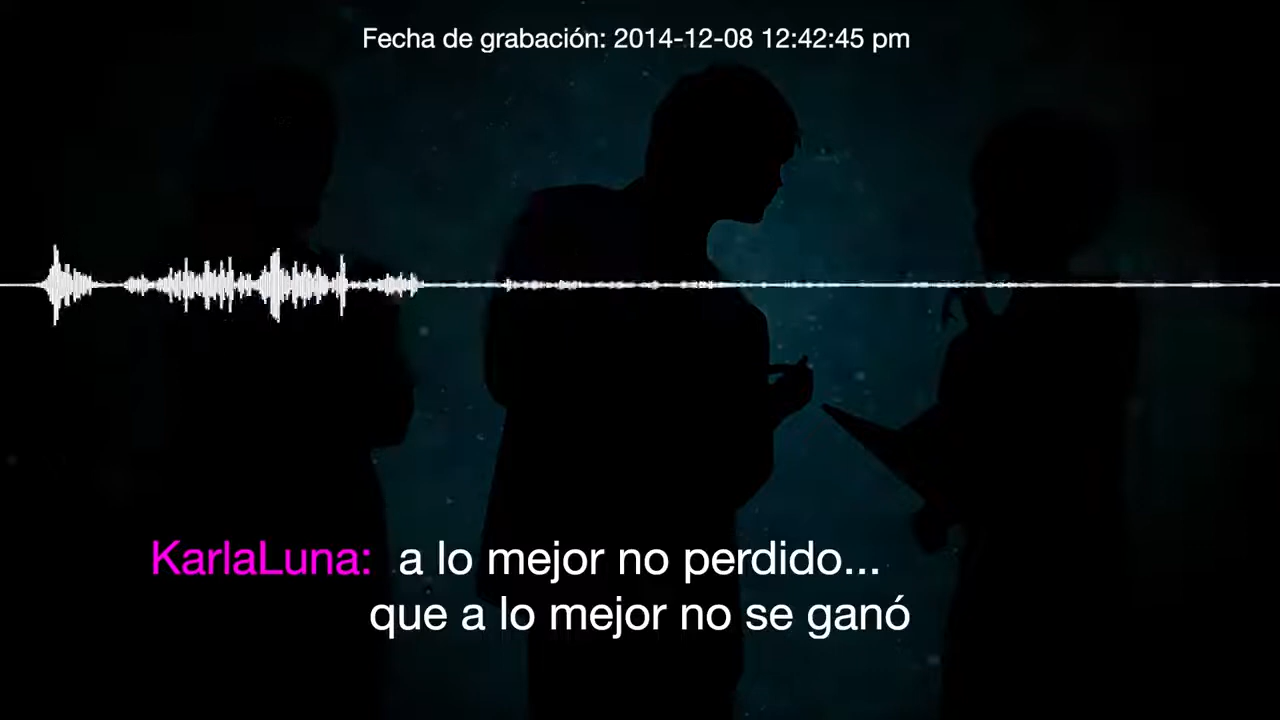 Fecha de grabación: 2014-12-08 12:42:45 pm
KarlaLuna: a lo mejor no perdido...
que a lo mejor no se ganó